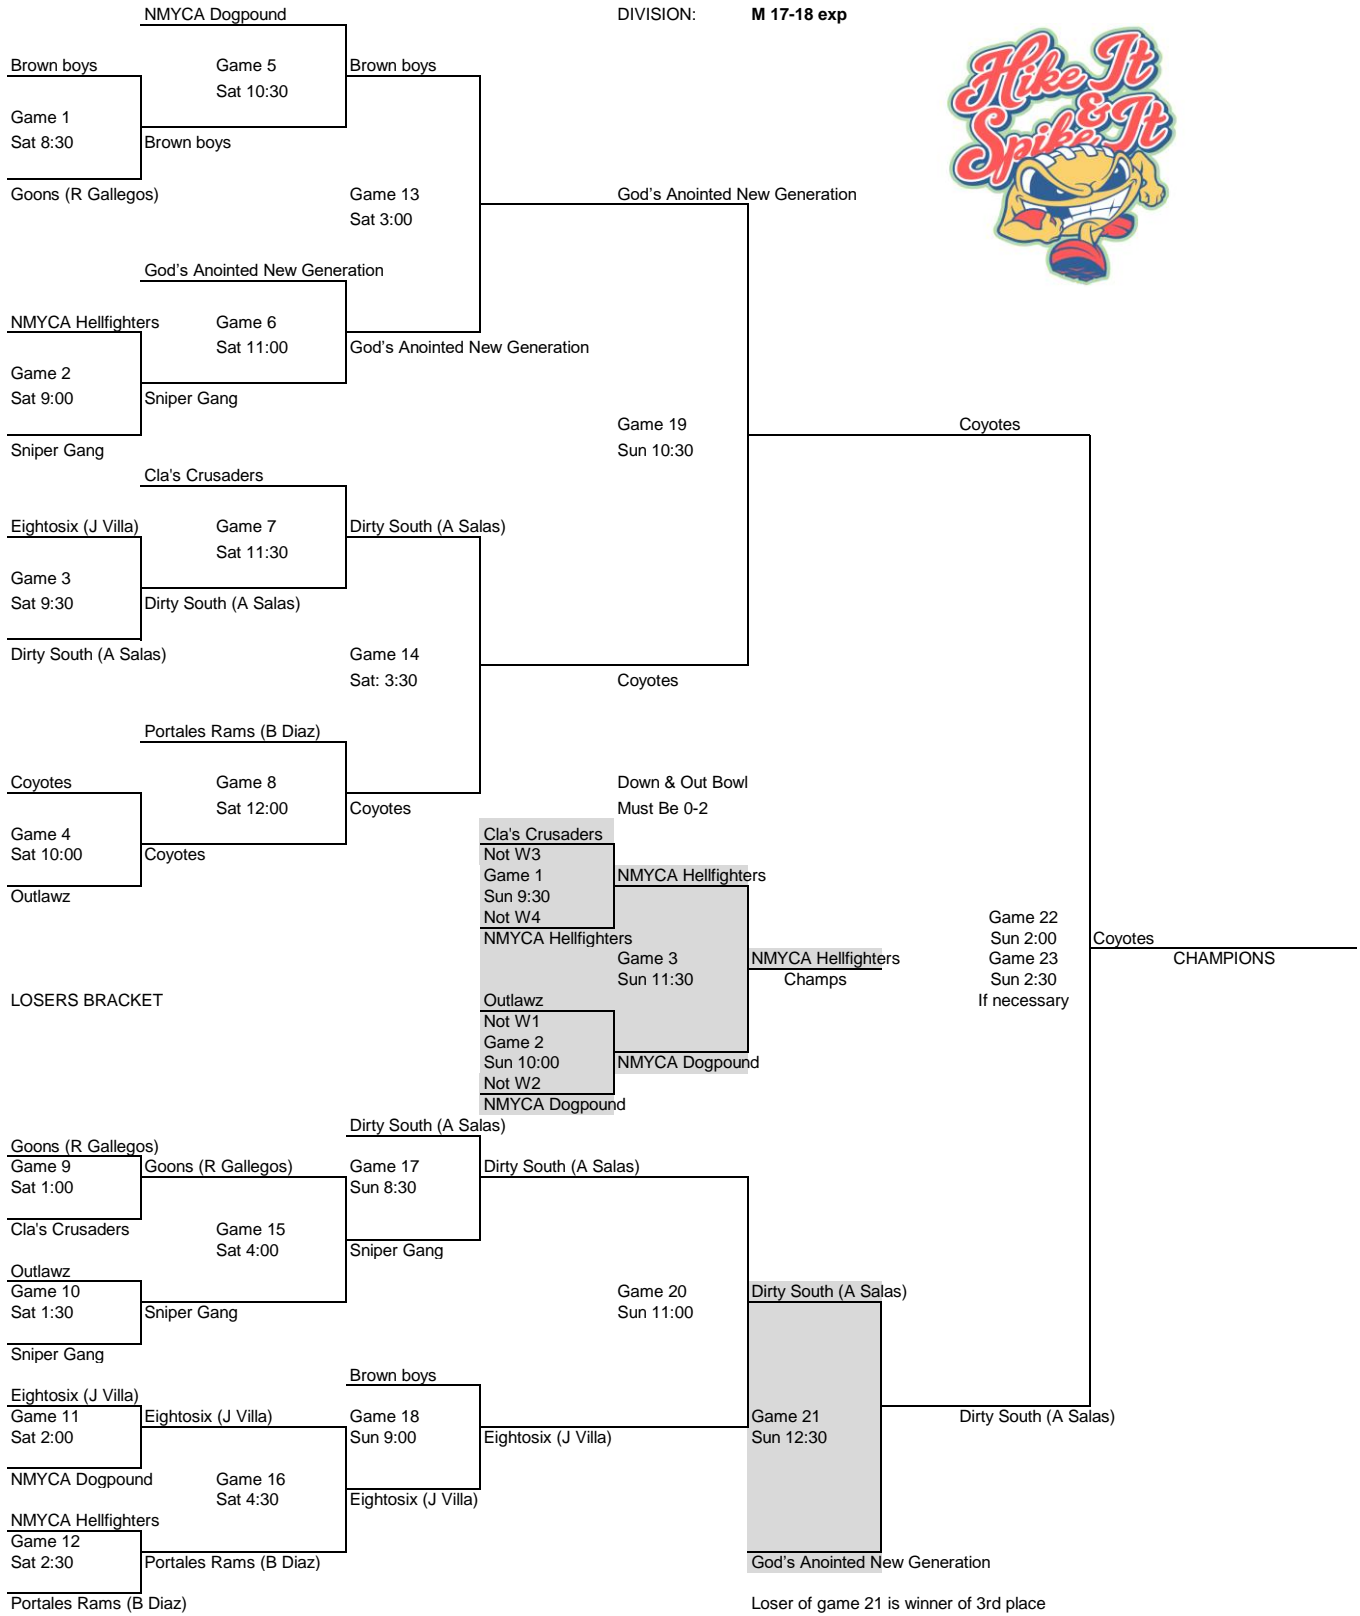 NMYCA Dogpound
DIVISION: M 17-18 exp
Hike It
&
Spike It
Brown boys
Game 5
Sat 10:30
Brown boys
Game 1
Sat 8:30
Brown boys
Goons (R Gallegos)
Game 13
Sat 3:00
God's Anointed New Generation
God's Anointed New Generation
NMYCA Hellfighters
Game 6
Sat 11:00
God's Anointed New Generation
Game 2
Sat 9:00
Sniper Gang
Sniper Gang
Game 19
Sun 10:30
Coyotes
Cla's Crusaders
Eightosix (J Villa)
Game 7
Sat 11:30
Dirty South (A Salas)
Game 3
Sat 9:30
Dirty South (A Salas)
Dirty South (A Salas)
Game 14
Sat: 3:30
Coyotes
Portales Rams (B Diaz)
Coyotes
Game 8
Sat 12:00
Coyotes
Down & Out Bowl
Must Be 0-2
Game 4
Sat 10:00
Coyotes
Outlawz
Cla's Crusaders
Not W3
Game 1
Sun 9:30
Not W4
NMYCA Hellfighters
NMYCA Hellfighters
Game 3
Sun 11:30
NMYCA Hellfighters
Champs
Game 22
Sun 2:00
Game 23
Sun 2:30
If necessary
Coyotes
CHAMPIONS
LOSERS BRACKET
Outlawz
Not W1
Game 2
Sun 10:00
Not W2
NMYCA Dogpound
NMYCA Dogpound
Dirty South (A Salas)
Goons (R Gallegos)
Game 9
Sat 1:00
Goons (R Gallegos)
Game 17
Sun 8:30
Dirty South (A Salas)
Cla's Crusaders
Game 15
Sat 4:00
Sniper Gang
Outlawz
Game 10
Sat 1:30
Sniper Gang
Sniper Gang
Game 20
Sun 11:00
Dirty South (A Salas)
Brown boys
Eightosix (J Villa)
Game 11
Sat 2:00
Eightosix (J Villa)
Game 18
Sun 9:00
Eightosix (J Villa)
Game 21
Sun 12:30
Dirty South (A Salas)
NMYCA Dogpound
Game 16
Sat 4:30
Eightosix (J Villa)
NMYCA Hellfighters
Game 12
Sat 2:30
Portales Rams (B Diaz)
God's Anointed New Generation
Portales Rams (B Diaz)
Loser of game 21 is winner of 3rd place